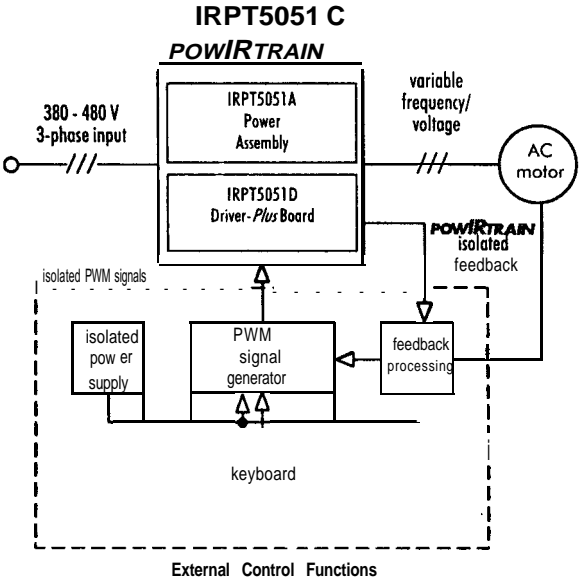 IRPT5051 C
POWIRTRAIN
IRPT5051A
Power
Assembly
IRPT5051D
Driver-Plus Board
380 - 480 V
3-phase input
variable
frequency/
voltage
AC
motor
POWIRTRAIN
isolated
feedback
isolated PWM signals
isolated
pow er
supply
PWM
signal
generator
feedback
processing
keyboard
External Control Functions